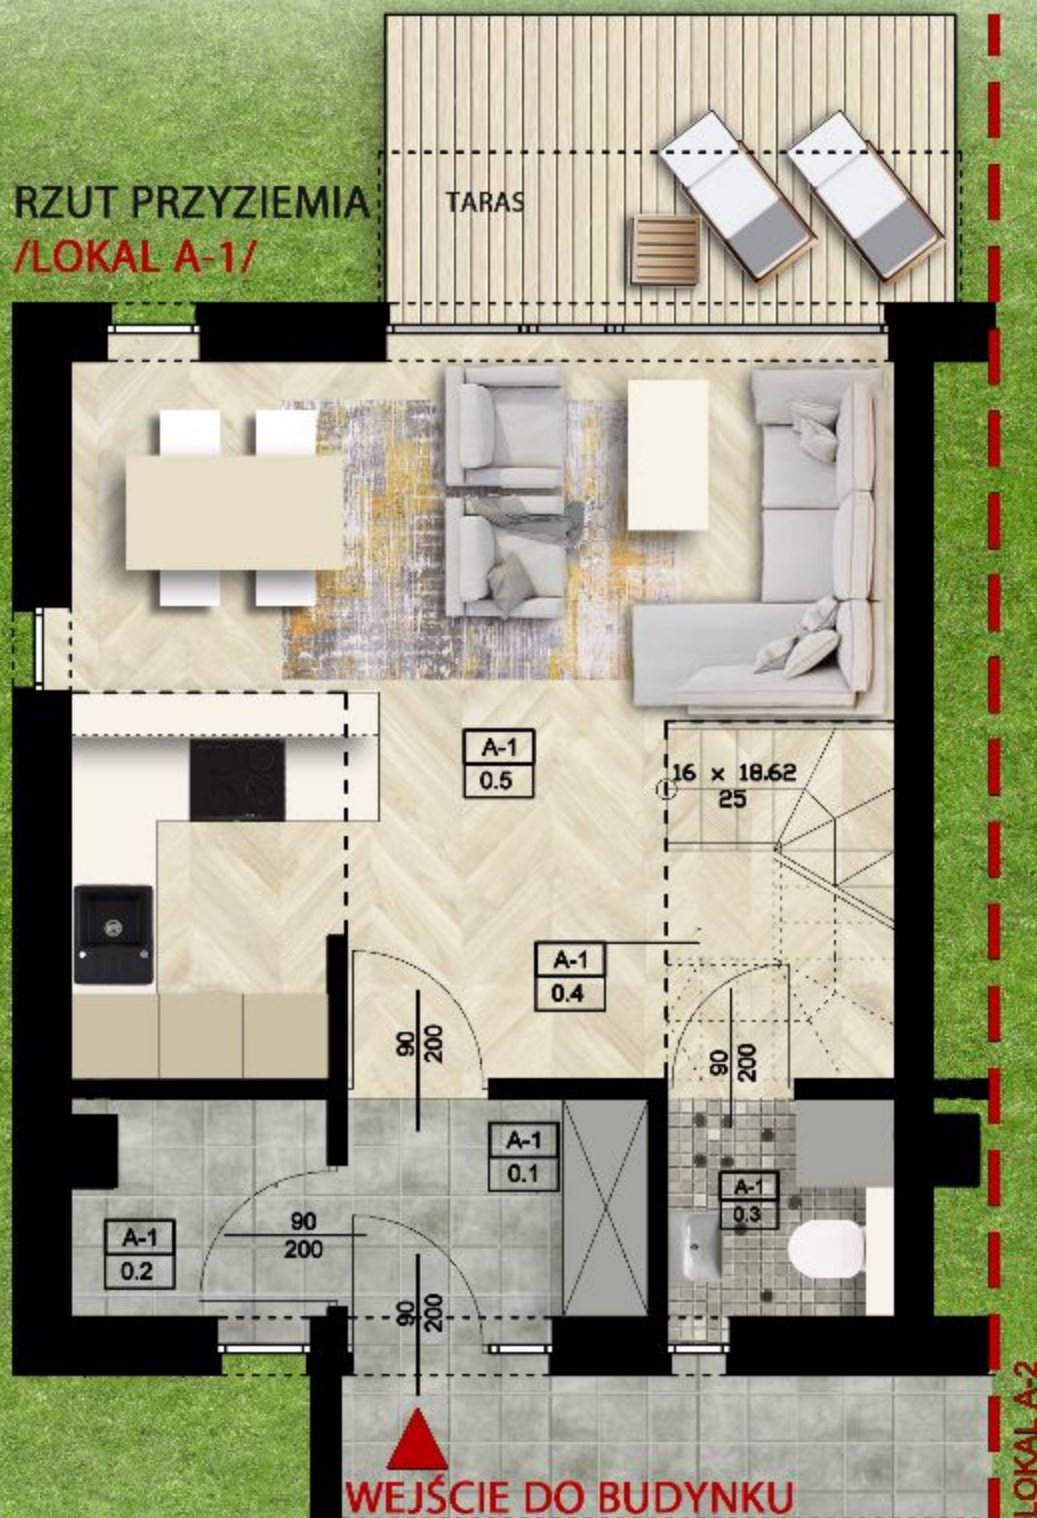 RZUT PRZYZIEMIA
/LOKAL A-1/
TARAS
A-1
0.5
16 x 18.62
25
A-1
0.4
90
200
90
200
A-1
0.1
A-1
0.3
A-1
0.2
90
200
90
200
LOKAL A-2
WEJŚCIE DO BUDYNKU